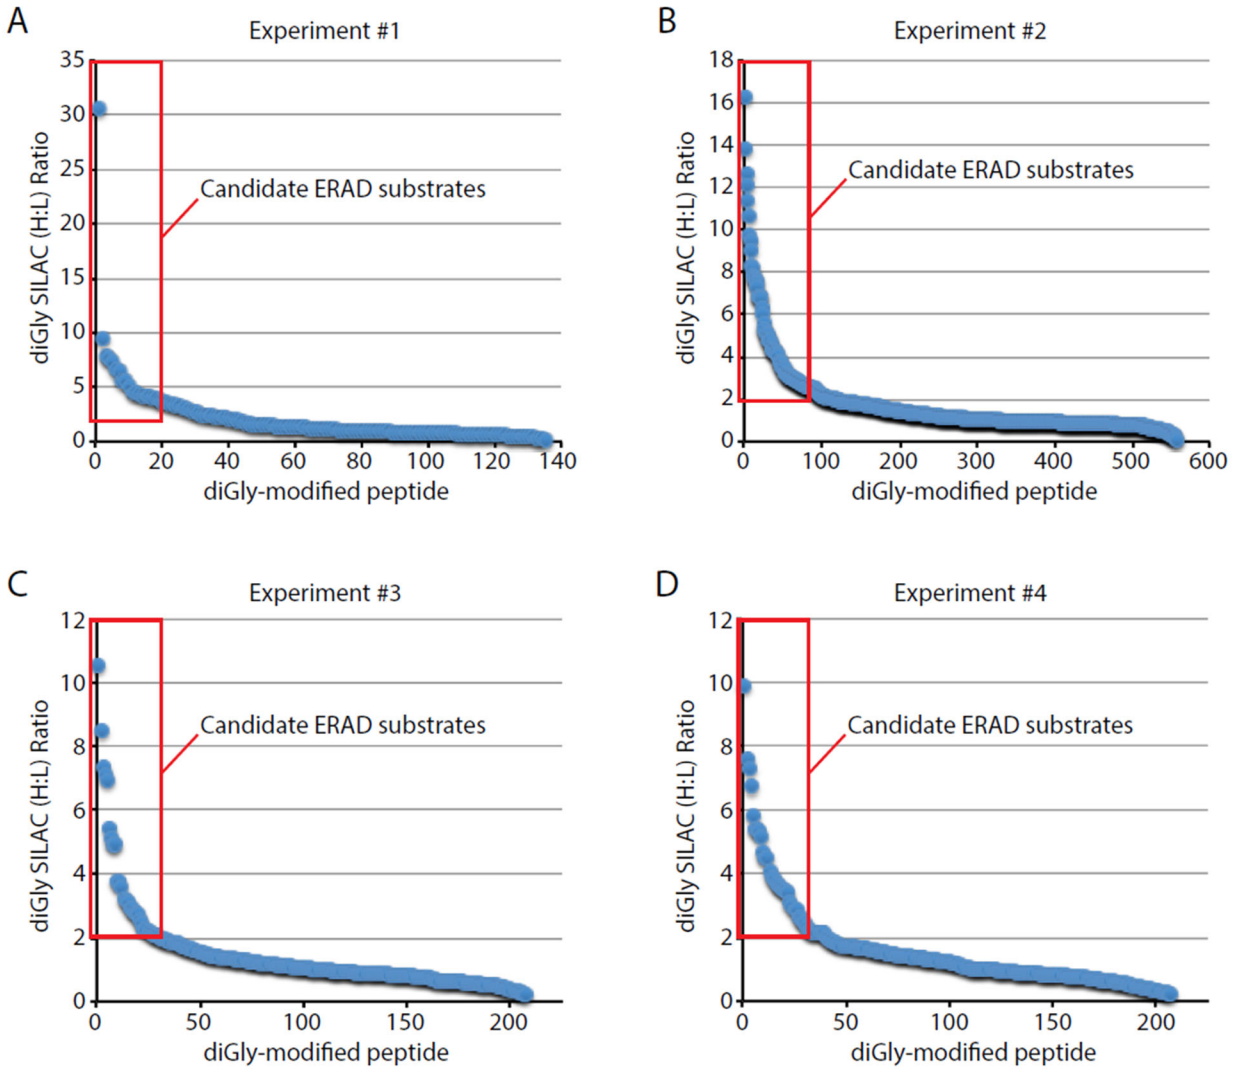 A
Experiment #1
35
30
25
20
15
10
5
0
diGly SILAC (H:L) Ratio
Candidate ERAD substrates
0 20 40 60 80 100 120 140
diGly-modified peptide
B
Experiment #2
18
16
14
12
10
8
6
4
2
0
diGly SILAC (H:L) Ratio
Candidate ERAD substrates
0 100 200 300 400 500 600
diGly-modified peptide
C
Experiment #3
12
10
8
6
4
2
0
diGly SILAC (H:L) Ratio
Candidate ERAD substrates
0 50 100 150 200
diGly-modified peptide
D
Experiment #4
12
10
8
6
4
2
0
diGly SILAC (H:L) Ratio
Candidate ERAD substrates
0 50 100 150 200
diGly-modified peptide